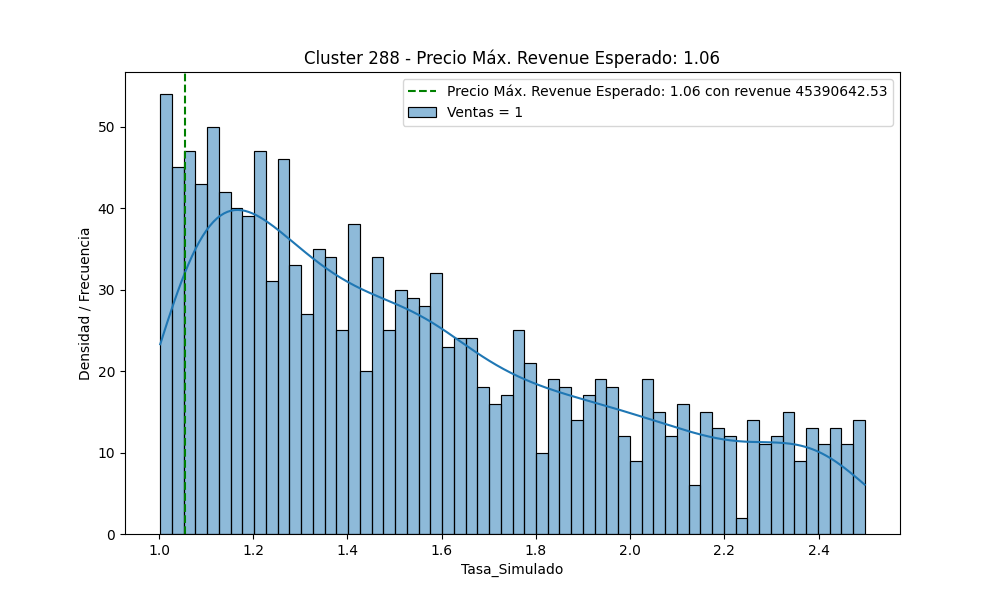 Cluster 288 - Precio Máx. Revenue Esperado: 1.06
Precio Máx. Revenue Esperado: 1.06 con revenue 45390642.53
Ventas = 1
Densidad / Frecuencia
50
40
30
20
10
0
1.0 1.2 1.4 1.6 1.8 2.0 2.2 2.4
Tasa_Simulado